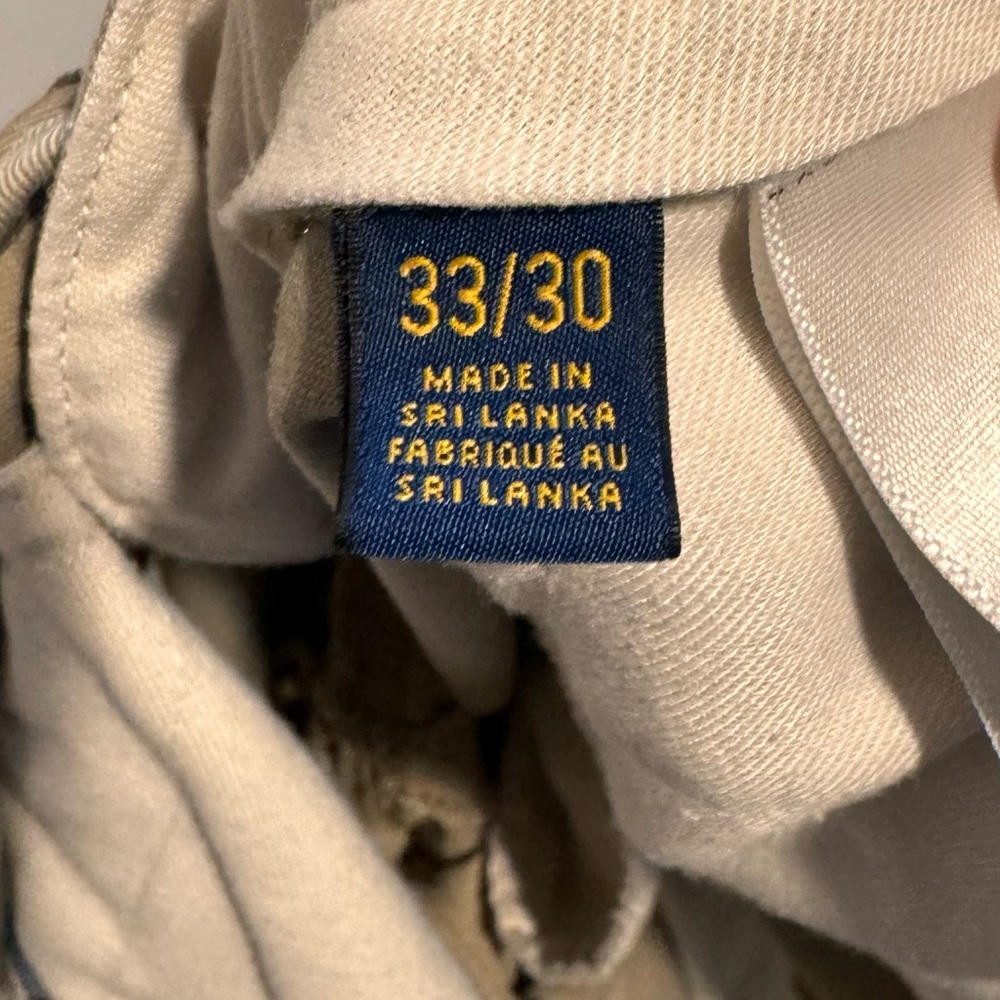 33/30
MADE IN
SRI LANKA
FABRIQUÉ AU
SRI LANKA